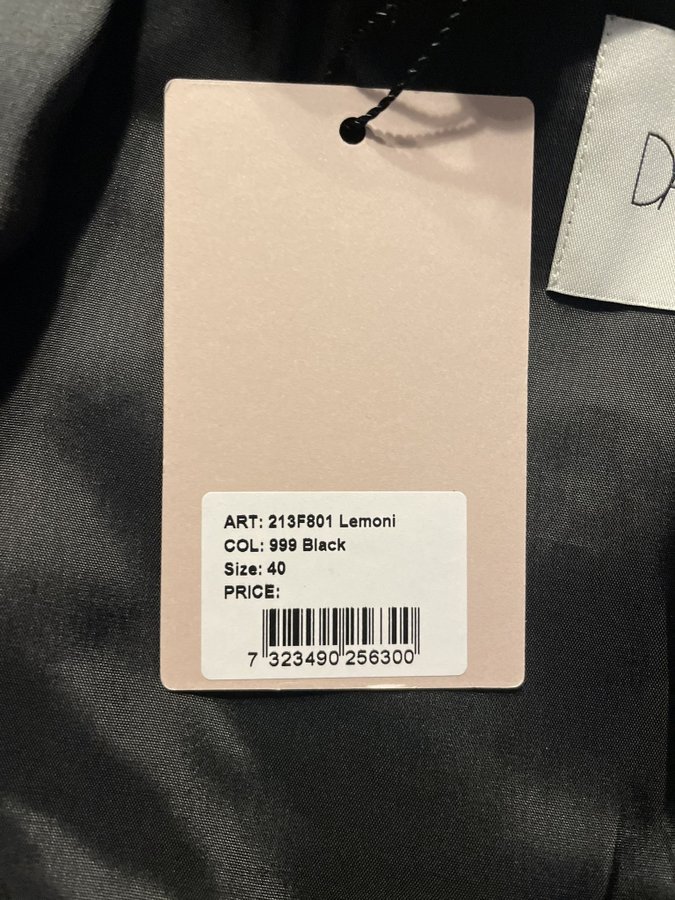 ART: 213F801 Lemoni
COL: 999 Black
Size: 40
PRICE:
7 323490 256300